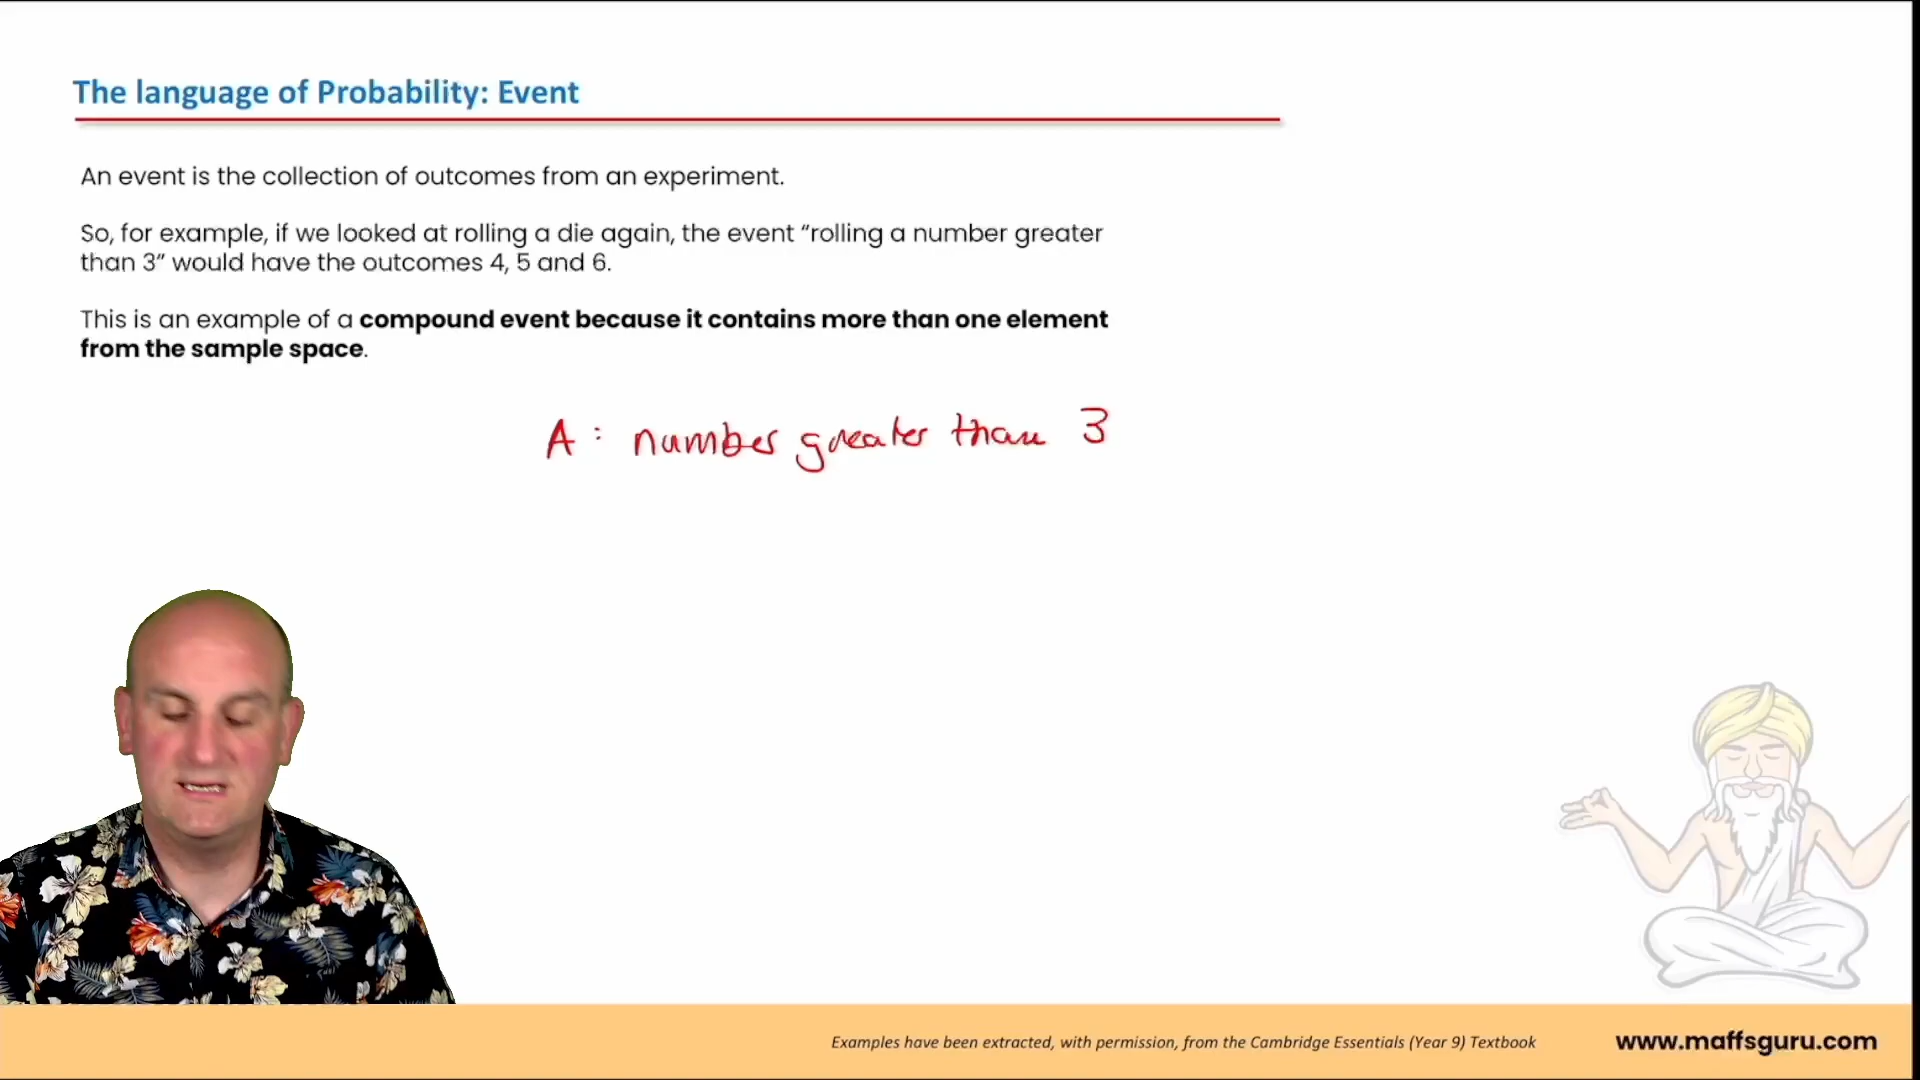 The language of Probability: Event
An event is the collection of outcomes from an experiment.
So, for example, if we looked at rolling a die again, the event “rolling a number greater
than 3” would have the outcomes 4, 5 and 6.
This is an example of a compound event because it contains more than one element
from the sample space.
A : number greater than 3
Examples have been extracted, with permission, from the Cambridge Essentials (Year 9) Textbook
www.maffsguru.com